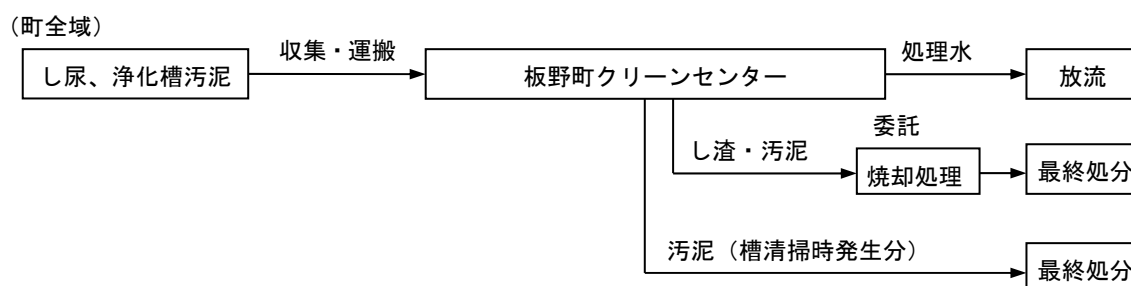 （町全域）
し尿、浄化槽汚泥
収集・運搬
板野町クリーンセンター
処理水
放流
し渣・汚泥
委託
焼却処理
最終処分
汚泥（槽清掃時発生分）
最終処分